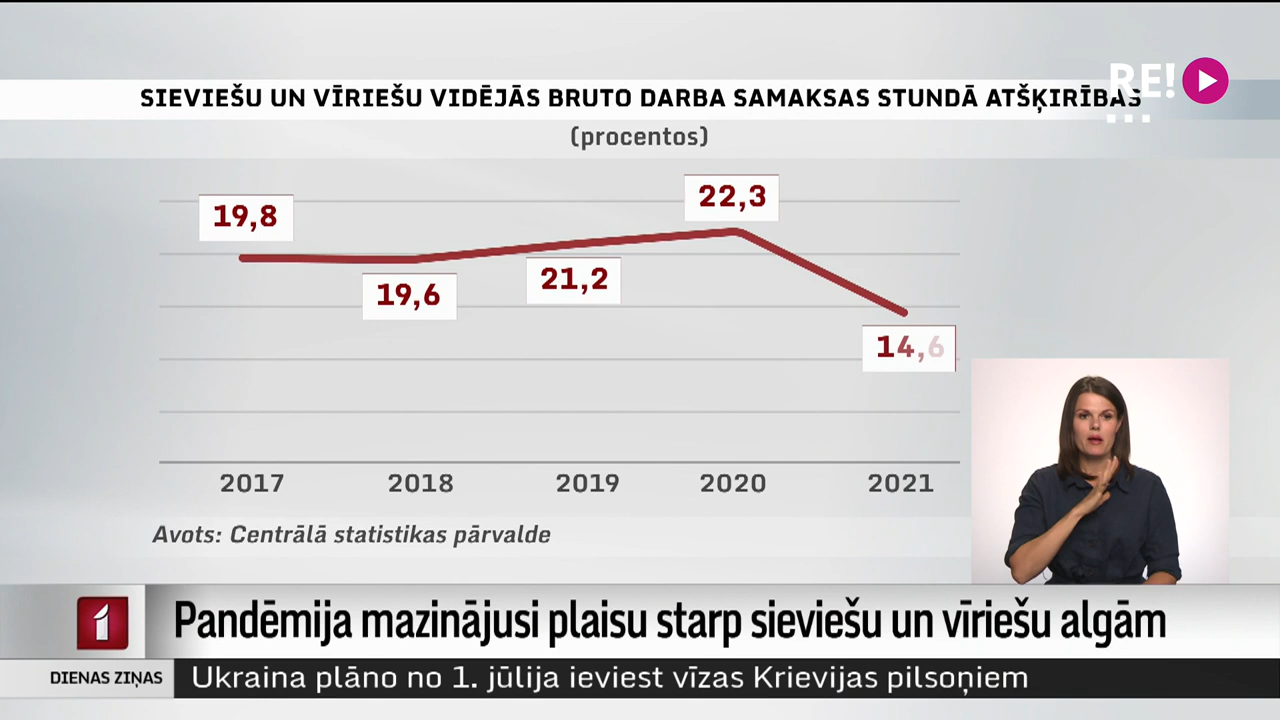 RE!
SIEVIEŠU UN VĪRIEŠU VIDĒJĀS BRUTO DARBA SAMAKSAS STUNDĀ ATŠĶIRĪBAS
(procentos)
22,3
19,8
21,2
19,6
14,6
2017 2018 2019 2020 2021
Avots: Centrālā statistikas pārvalde
1 Pandēmija mazinājusi plaisu starp sieviešu un vīriešu algām
DIENAS ZIŅAS Ukraina plāno no 1. jūlija ieviest vīzas Krievijas pilsoņiem